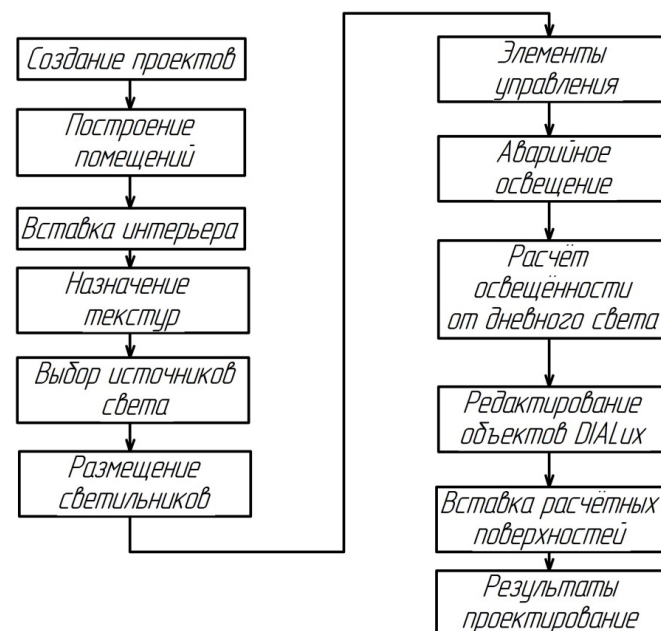 Создание проектов
Построение
помещений
Вставка интерьера
Назначение
текстур
Выбор источников
света
Размещение
светильников
Элементы
управления
Аварийное
освещение
Расчёт
освещённости
от дневного света
Редактирование
объектов DIALux
Вставка расчётных
поверхностей
Результаты
проектирование